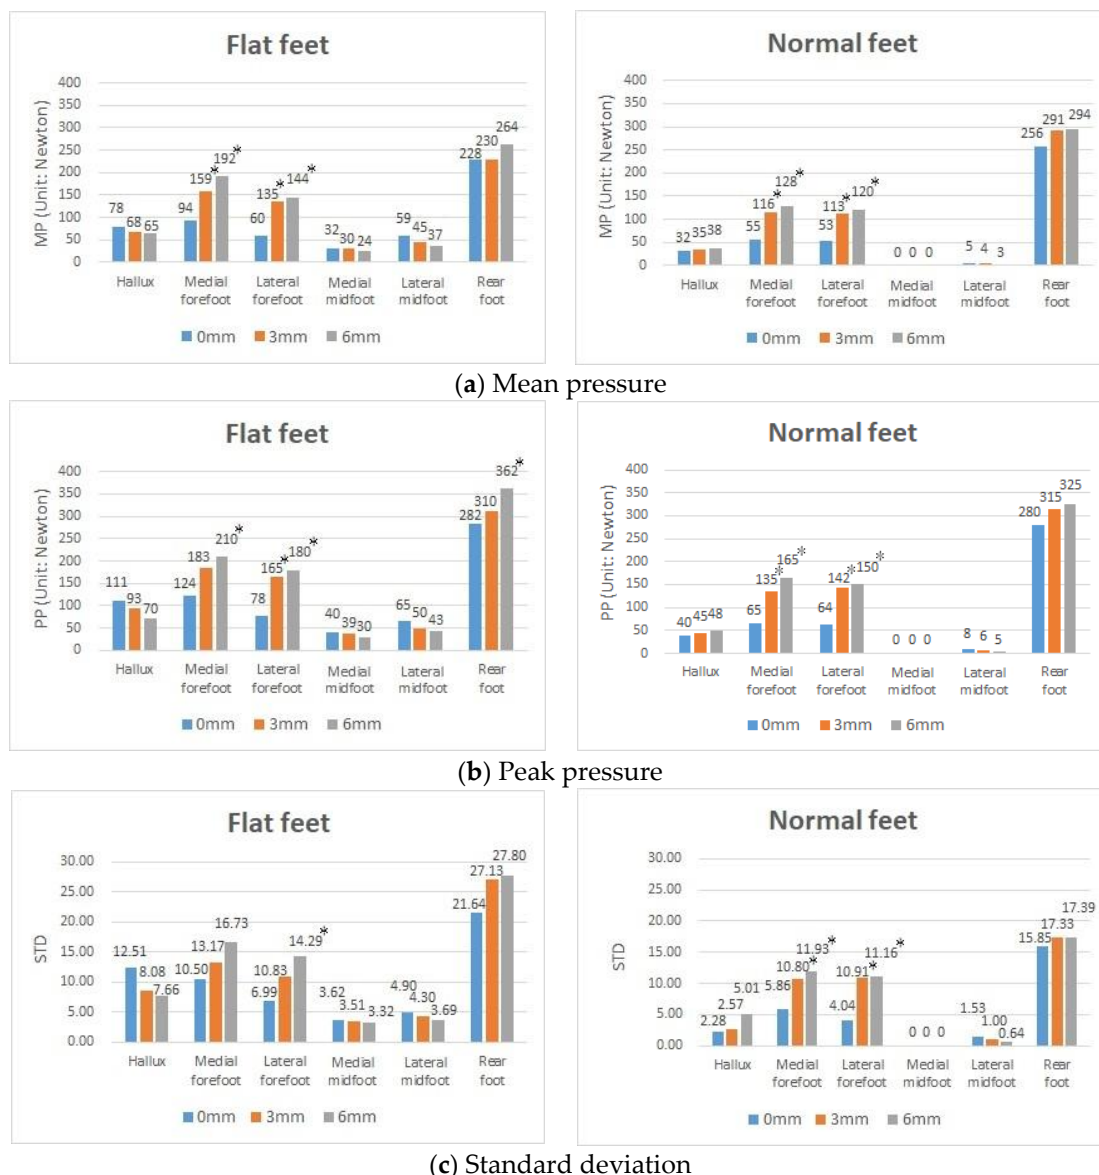 Flat feet
MP (Unit: Newton)
400
350
300
250
200
150
100
50
0
78 68 65
94 159* 192*
60 135* 144*
32 30 24
59 45 37
228 230 264
Hallux Medial forefoot Lateral forefoot Medial midfoot Lateral midfoot Rear foot
0mm 3mm 6mm
Normal feet
MP (Unit: Newton)
400
350
300
250
200
150
100
50
0
32 35 38
55 116* 128*
53 113* 120*
0 0 0
5 4 3
256 291 294
Hallux Medial forefoot Lateral forefoot Medial midfoot Lateral midfoot Rear foot
0mm 3mm 6mm
(a) Mean pressure
Flat feet
PP (Unit: Newton)
400
350
300
250
200
150
100
50
0
111 93 70
124 183 210*
78 165* 180*
40 39 30
65 50 43
282 310 362*
Hallux Medial forefoot Lateral forefoot Medial midfoot Lateral midfoot Rear foot
0mm 3mm 6mm
Normal feet
PP (Unit: Newton)
400
350
300
250
200
150
100
50
0
40 45 48
65 135* 165*
64 142* 150*
0 0 0
8 6 5
280 315 325
Hallux Medial forefoot Lateral forefoot Medial midfoot Lateral midfoot Rear foot
0mm 3mm 6mm
(b) Peak pressure
Flat feet
STD
30.00
25.00
20.00
15.00
10.00
5.00
0.00
12.51 8.08 7.66
10.50 13.17 16.73
6.99 10.83 14.29*
3.62 3.51 3.32
4.90 4.30 3.69
21.64 27.13 27.80
Hallux Medial forefoot Lateral forefoot Medial midfoot Lateral midfoot Rear foot
0mm 3mm 6mm
Normal feet
STD
30.00
25.00
20.00
15.00
10.00
5.00
0.00
2.28 2.57 5.01
5.86 10.80* 11.93*
4.04 10.91* 11.16*
0 0 0
1.53 1.00 0.64
15.85 17.33 17.39
Hallux Medial forefoot Lateral forefoot Medial midfoot Lateral midfoot Rear foot
0mm 3mm 6mm
(c) Standard deviation